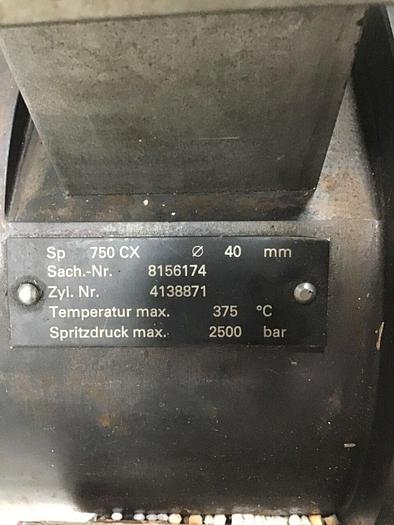 Sp 750 CX ⌀ 40 mm
Sach.-Nr. 8156174
Zyl. Nr. 4138871
Temperatur max. 375 °C
Spritzdruck max. 2500 bar